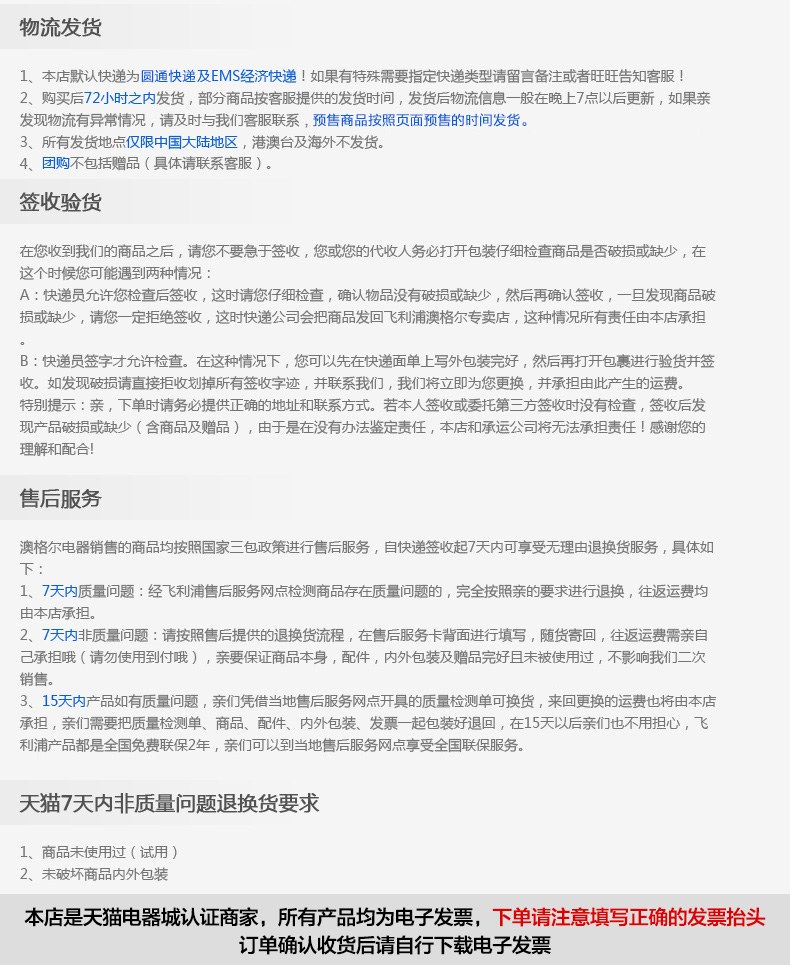 物流发货
1、本店默认快递为圆通快递及EMS经济快递！如果有特殊需要指定快递类型请留言备注或者旺旺告知客服！
2、购买后72小时之内发货，部分商品按客服提供的发货时间，发货后物流信息一般在晚上7点以后更新，如果亲
发现物流有异常情况，请及时与我们客服联系，预售商品按照页面预售的时间发货。
3、所有发货地点仅限中国大陆地区，港澳台及海外不发货。
4、团购不包括赠品（具体请联系客服）。
签收验货
在您收到我们的商品之后，请您不要急于签收，您或您的代收人务必打开包装仔细检查商品是否破损或缺少，在
这个时候您可能遇到两种情况：
A：快递员允许您检查后签收，这时请您仔细检查，确认物品没有破损或缺少，然后再确认签收，一旦发现商品破
损或缺少，请您一定拒绝签收，这时快递公司会把商品发回飞利浦澳格尔专卖店，这种情况所有责任由本店承担
。
B：快递员签字才允许检查。在这种情况下，您可以先在快递面单上写外包装完好，然后再打开包裹进行验货并签
收。如发现破损请直接拒收划掉所有签收字迹，并联系我们，我们将立即为您更换，并承担由此产生的运费。
特别提示：亲，下单时请务必提供正确的地址和联系方式。若本人签收或委托第三方签收时没有检查，签收后发
现产品破损或缺少（含商品及赠品），由于是在没有办法鉴定责任，本店和承运公司将无法承担责任！感谢您的
理解和配合!
售后服务
澳格尔电器销售的商品均按照国家三包政策进行售后服务，自快递签收起7天内可享受无理由退换货服务，具体如
下：
1、7天内质量问题：经飞利浦售后服务网点检测商品存在质量问题的，完全按照亲的要求进行退换，往返运费均
由本店承担。
2、7天内非质量问题：请按照售后提供的退换货流程，在售后服务卡背面进行填写，随货寄回，往返运费需亲自
己承担哦（请勿使用到付哦），亲要保证商品本身，配件，内外包装及赠品完好且未被使用过，不影响我们二次
销售。
3、15天内产品如有质量问题，亲们凭借当地售后服务网点开具的质量检测单可换货，来回更换的运费也将由本店
承担，亲们需要把质量检测单、商品、配件、内外包装、发票一起包装好退回，在15天以后亲们也不用担心，飞
利浦产品都是全国免费联保2年，亲们可以到当地售后服务网点享受全国联保服务。
天猫7天内非质量问题退换货要求
1、商品未使用过（试用）
2、未破坏商品内外包装
本店是天猫电器城认证商家，所有产品均为电子发票，下单请注意填写正确的发票抬头
订单确认收货后请自行下载电子发票